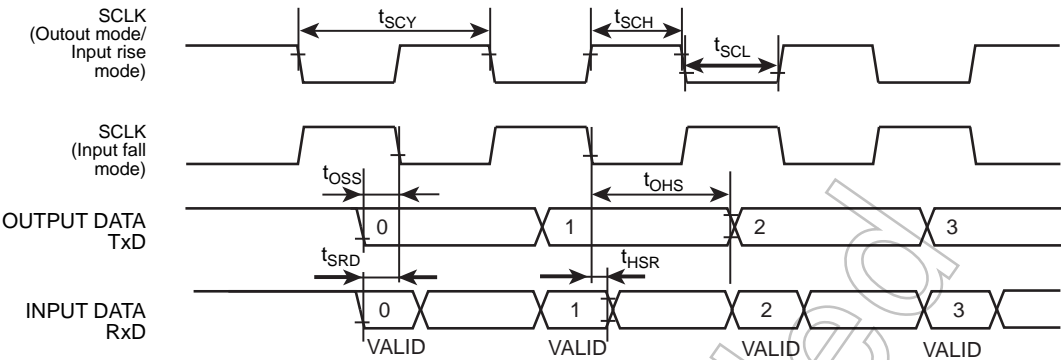 SCLK
(Outout mode/
Input rise
mode)
tSCY
tSCH
tSCL
SCLK
(Input fall
mode)
tOSS
tOHS
OUTPUT DATA
TxD
0
1
2
3
tSRD
tHSR
INPUT DATA
RxD
0
1
2
3
VALID
VALID
VALID
VALID